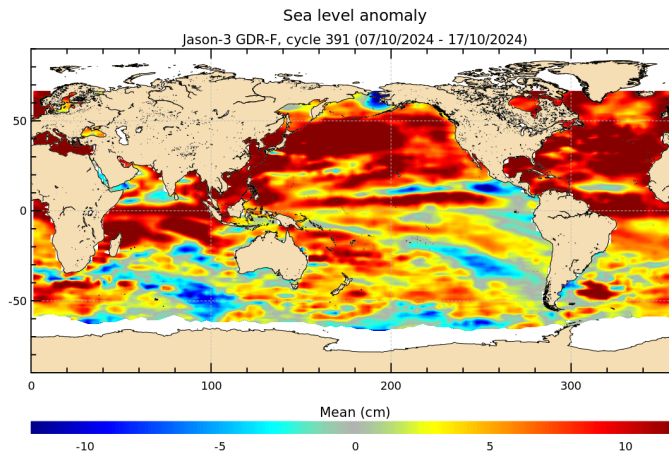 Sea level anomaly
Jason-3 GDR-F, cycle 391 (07/10/2024 - 17/10/2024)
50
0
-50
0 100 200 300
Mean (cm)
-10 -5 0 5 10